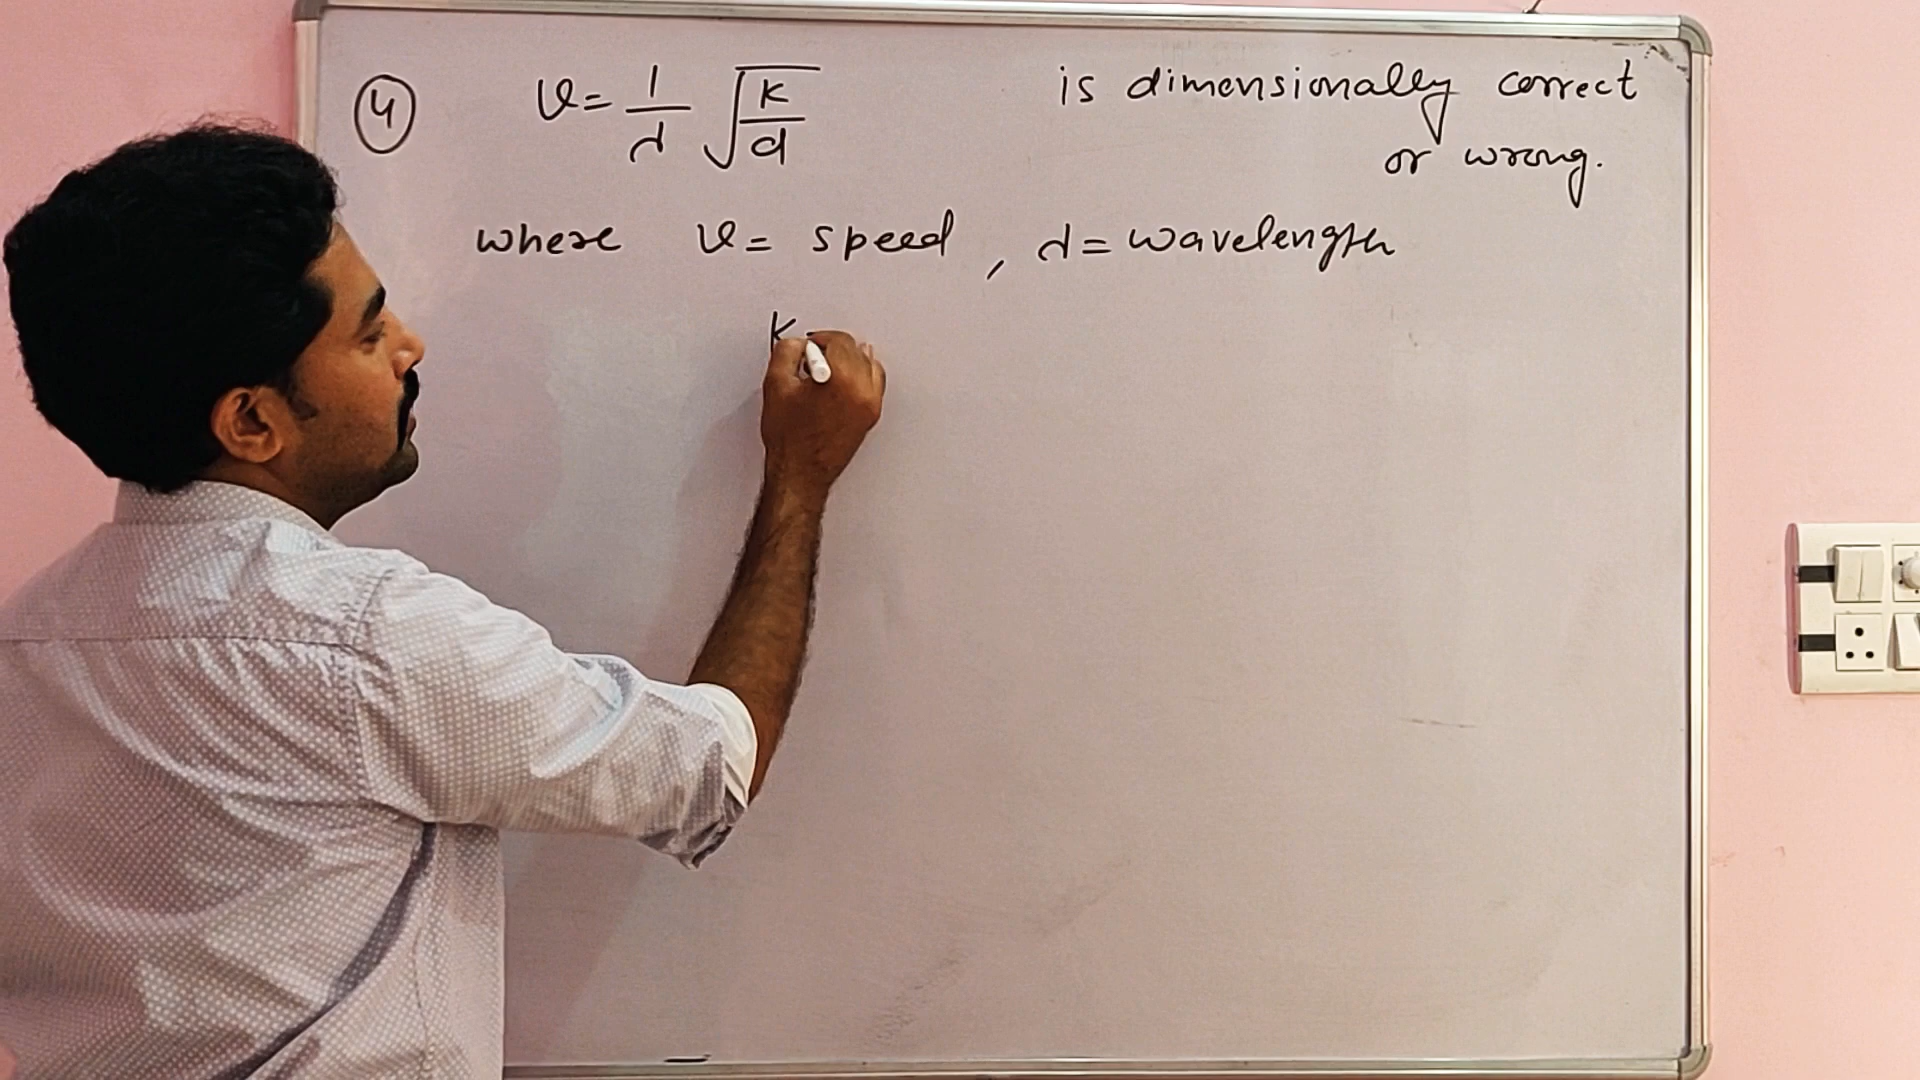 ④ v = 1/λ √(K/d) is dimensionally correct
or wrong.
where v = speed, λ = wavelength
K =